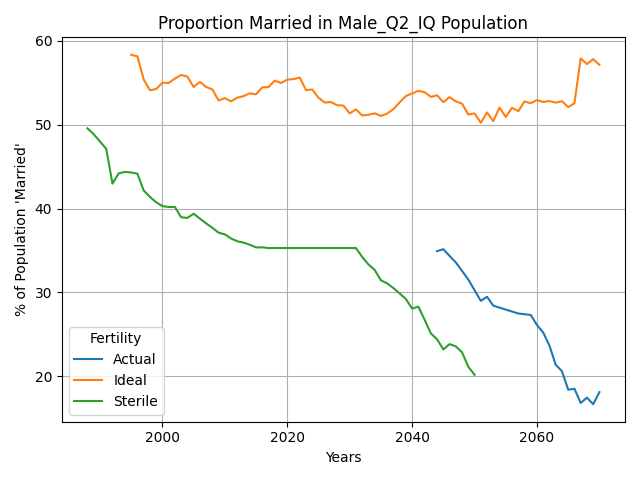 Proportion Married in Male_Q2_IQ Population
% of Population 'Married'
60
50
40
30
20
Fertility
Actual
Ideal
Sterile
2000
2020
2040
2060
Years